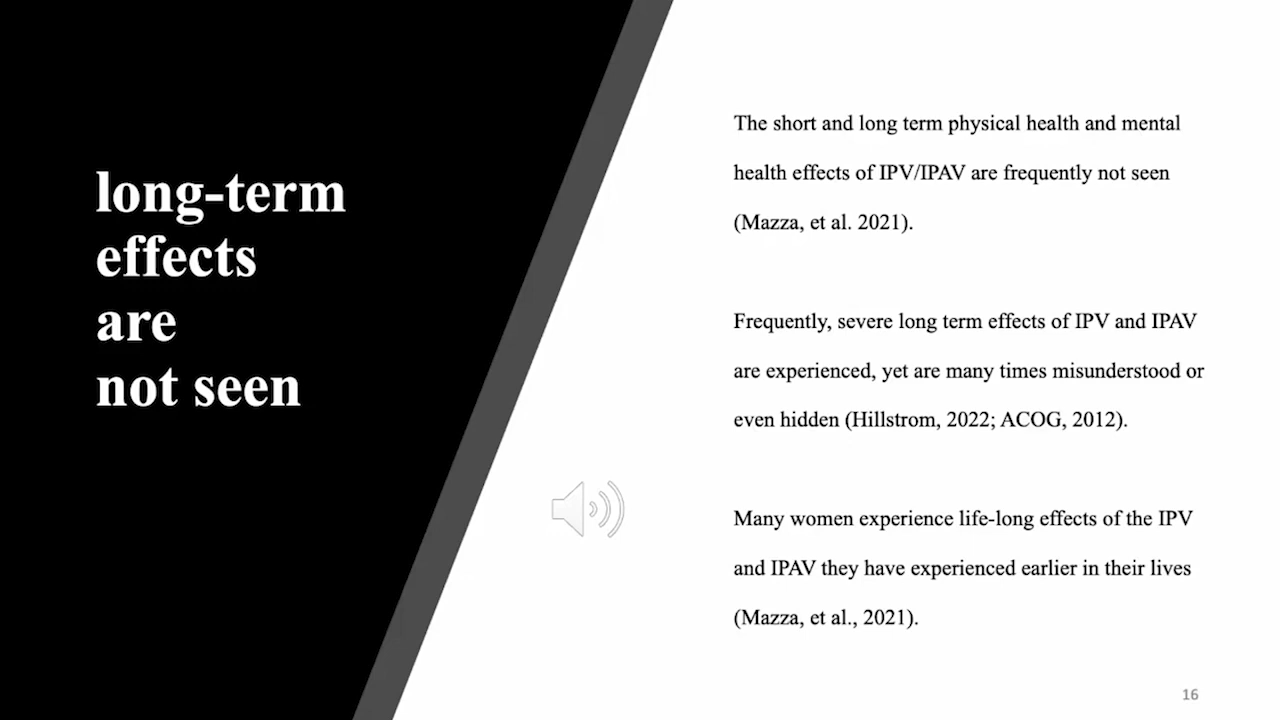 long-term
effects
are
not seen
The short and long term physical health and mental
health effects of IPV/IPAV are frequently not seen
(Mazza, et al. 2021).
Frequently, severe long term effects of IPV and IPAV
are experienced, yet are many times misunderstood or
even hidden (Hillstrom, 2022; ACOG, 2012).
Many women experience life-long effects of the IPV
and IPAV they have experienced earlier in their lives
(Mazza, et al., 2021).
16